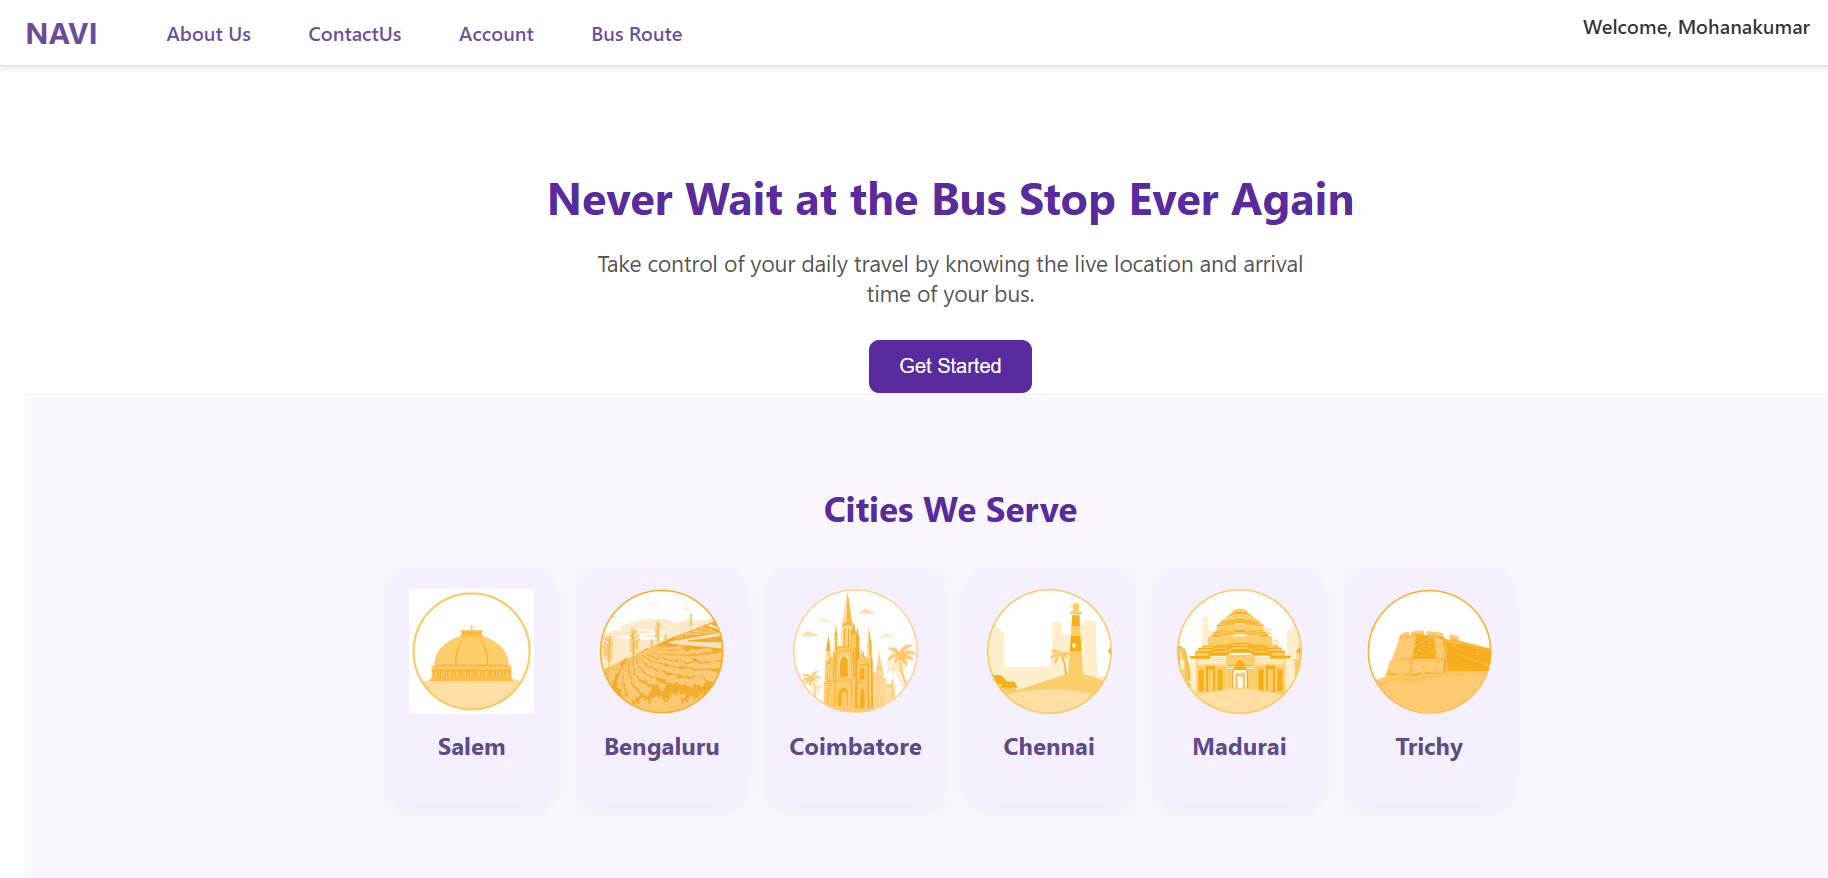 NAVI
About Us
ContactUs
Account
Bus Route
Welcome, Mohanakumar
Never Wait at the Bus Stop Ever Again
Take control of your daily travel by knowing the live location and arrival
time of your bus.
Get Started
Cities We Serve
Salem
Bengaluru
Coimbatore
Chennai
Madurai
Trichy